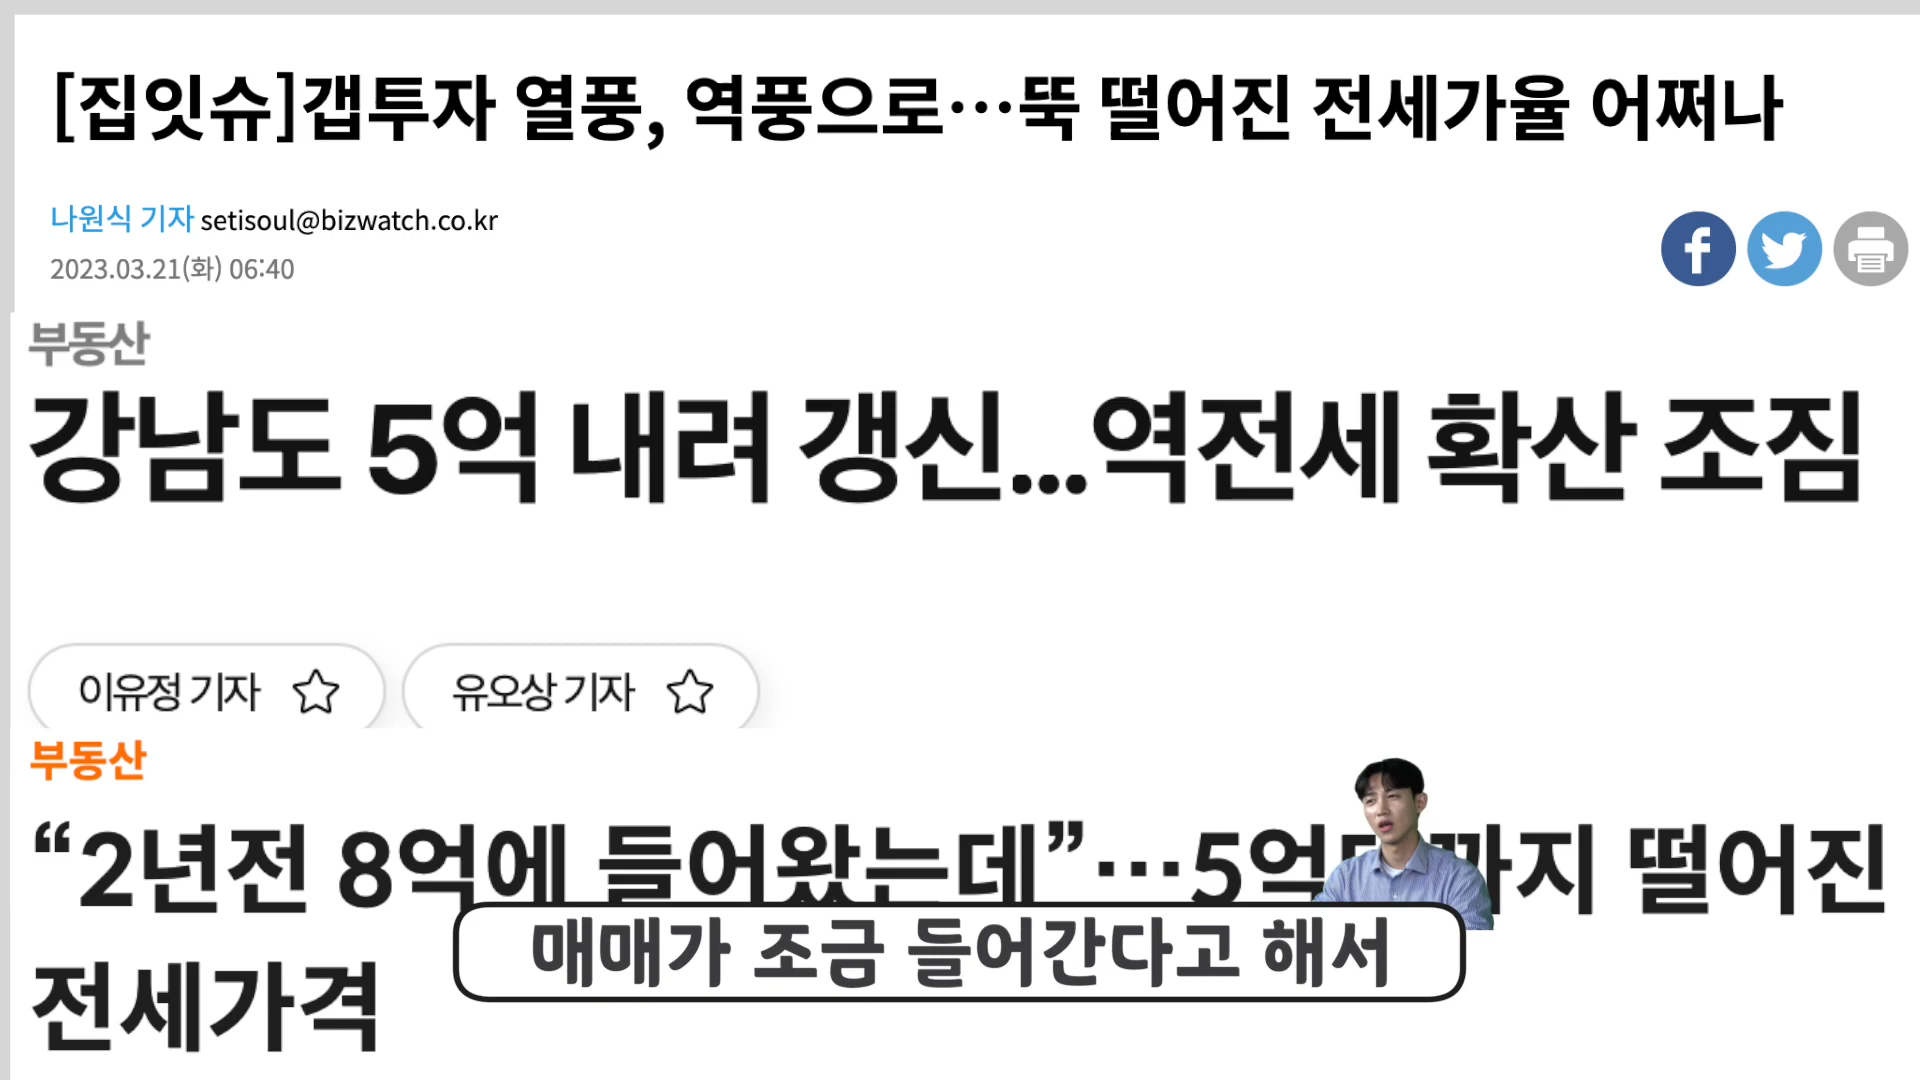 [집잇슈]갭투자 열풍, 역풍으로…뚝 떨어진 전세가율 어쩌나
나원식 기자 setisoul@bizwatch.co.kr
2023.03.21(화) 06:40
부동산
강남도 5억 내려 갱신...역전세 확산 조짐
이유정 기자
유오상 기자
부동산
“2년전 8억에 들어왔는데”…5억 까지 떨어진
전세가격
매매가 조금 들어간다고 해서